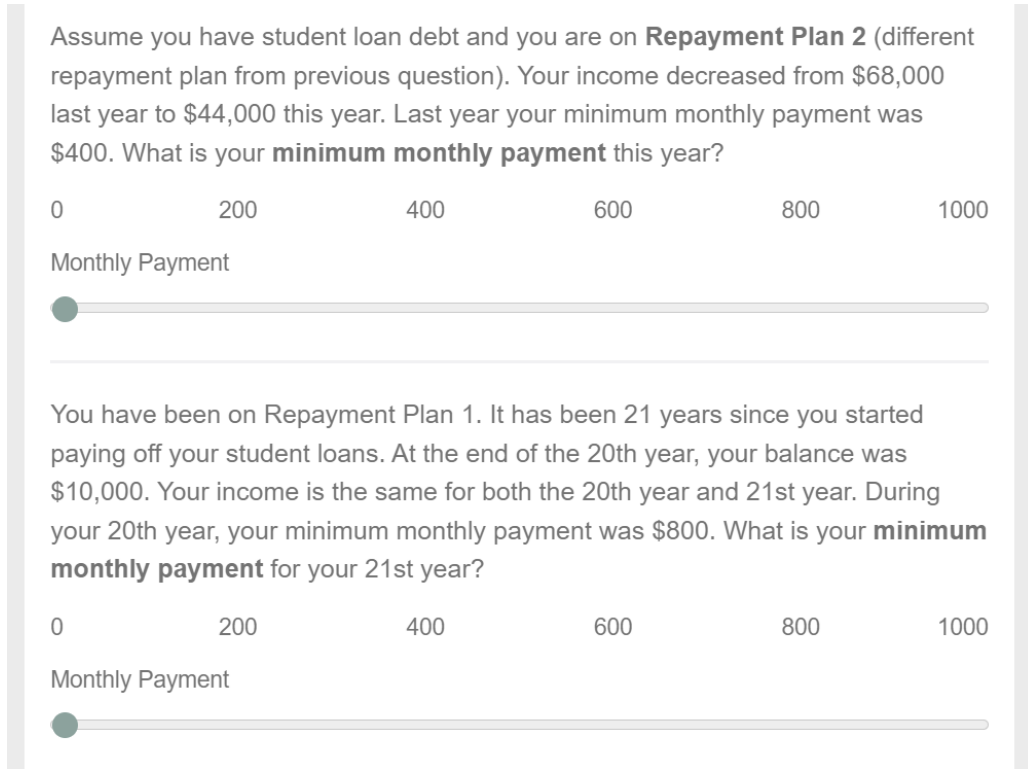 Assume you have student loan debt and you are on Repayment Plan 2 (different
repayment plan from previous question). Your income decreased from $68,000
last year to $44,000 this year. Last year your minimum monthly payment was
$400. What is your minimum monthly payment this year?
0 200 400 600 800 1000
Monthly Payment
You have been on Repayment Plan 1. It has been 21 years since you started
paying off your student loans. At the end of the 20th year, your balance was
$10,000. Your income is the same for both the 20th year and 21st year. During
your 20th year, your minimum monthly payment was $800. What is your minimum
monthly payment for your 21st year?
0 200 400 600 800 1000
Monthly Payment